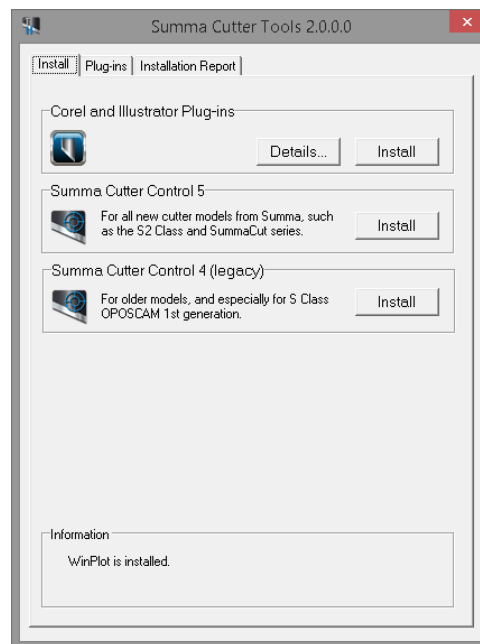 Summa Cutter Tools 2.0.0.0
Install Plug-ins Installation Report
Corel and Illustrator Plug-ins
Details... Install
Summa Cutter Control 5
For all new cutter models from Summa, such
as the S2 Class and SummaCut series.
Install
Summa Cutter Control 4 (legacy)
For older models, and especially for S Class
OPOSCAM 1st generation.
Install
Information
WinPlot is installed.